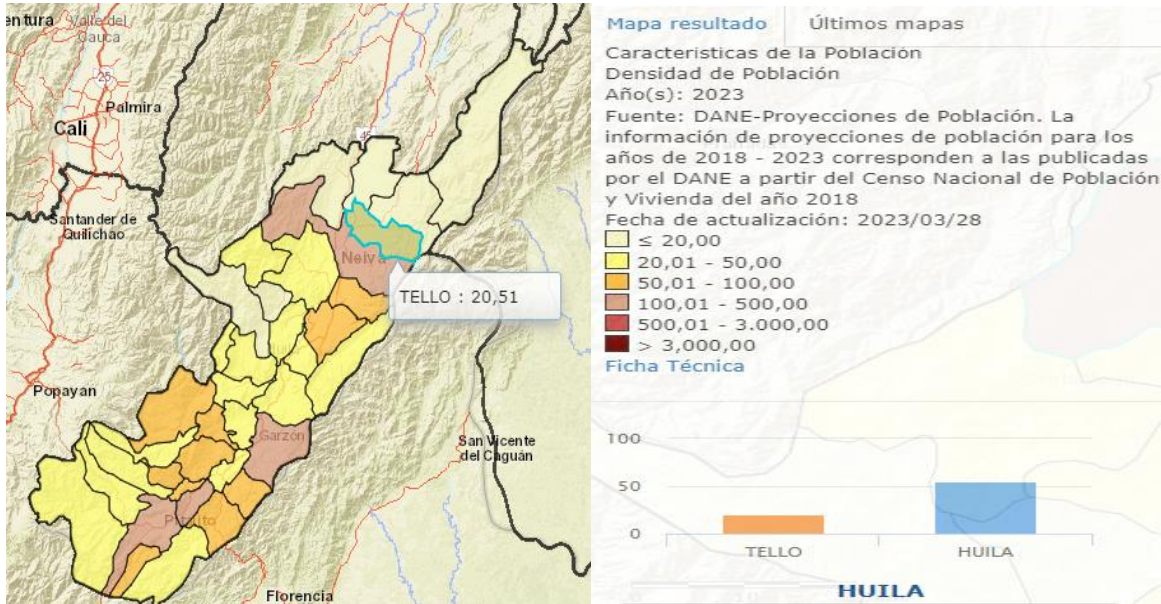 entura
Valle del
Cauca
25
Palmira
Cali
45
Santander de
Quilichao
Neiva
TELLO : 20,51
Popayan
Garzón
San Vicente
del Caguán
Pitalito
Florencia
Mapa resultado
Últimos mapas
Caracteristicas de la Población
Densidad de Población
Año(s): 2023
Fuente: DANE-Proyecciones de Población. La
información de proyecciones de población para los
años de 2018 - 2023 corresponden a las publicadas
por el DANE a partir del Censo Nacional de Población
y Vivienda del año 2018
Fecha de actualización: 2023/03/28
≤ 20,00
20,01 - 50,00
50,01 - 100,00
100,01 - 500,00
500,01 - 3.000,00
> 3,000,00
Ficha Técnica
100
50
0
TELLO
HUILA
HUILA